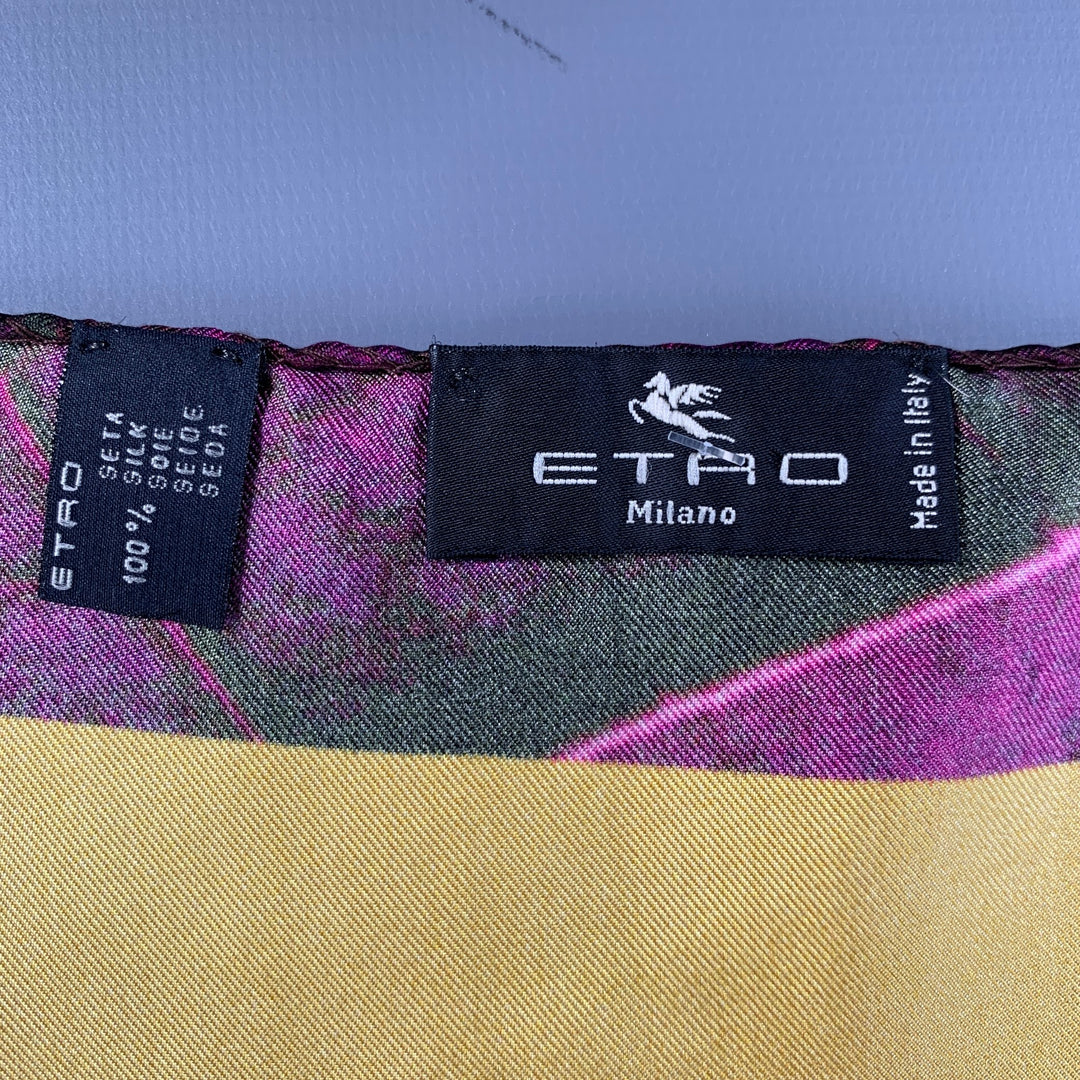 ETRO
100%
SETA
SILK
SOIE
SEIDE
SEDA
ETRO
Milano
Made in Italy